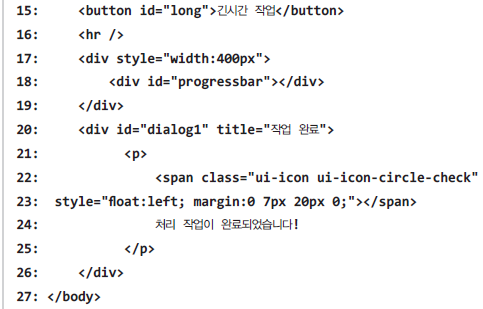 15:     <button id="long">긴시간 작업</button>
16:     <hr />
17:     <div style="width:400px">
18:         <div id="progressbar"></div>
19:     </div>
20:     <div id="dialog1" title="작업 완료">
21:           <p>
22:               <span class="ui-icon ui-icon-circle-check"
23:  style="float:left; margin:0 7px 20px 0;"></span>
24:               처리 작업이 완료되었습니다!
25:           </p>
26:     </div>
27: </body>